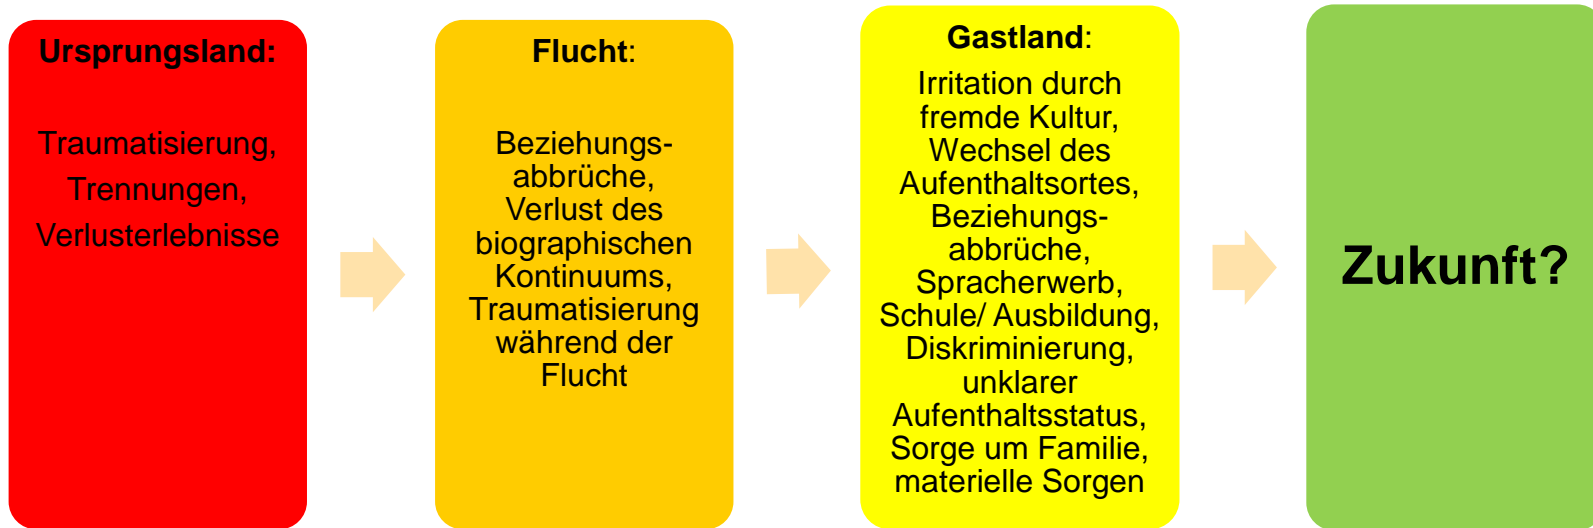 Ursprungsland:
Traumatisierung,
Trennungen,
Verlusterlebnisse
Flucht:
Beziehungs-
abbrüche,
Verlust des
biographischen
Kontinuums,
Traumatisierung
während der
Flucht
Gastland:
Irritation durch
fremde Kultur,
Wechsel des
Aufenthaltsortes,
Beziehungs-
abbrüche,
Spracherwerb,
Schule/ Ausbildung,
Diskriminierung,
unklarer
Aufenthaltsstatus,
Sorge um Familie,
materielle Sorgen
Zukunft?